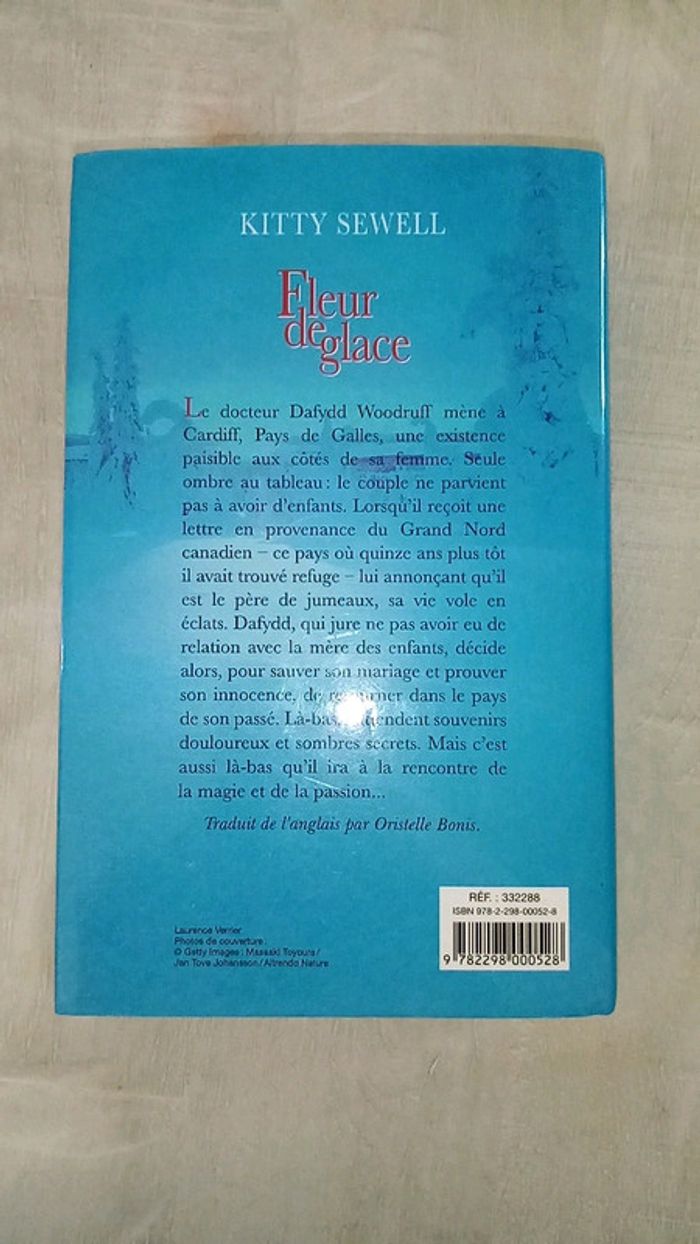 KITTY SEWELL
Fleur
de glace
Le docteur Dafydd Woodruff mène à
Cardiff, Pays de Galles, une existence
paisible aux côtés de sa femme. Seule
ombre au tableau : le couple ne parvient
pas à avoir d'enfants. Lorsqu'il reçoit une
lettre en provenance du Grand Nord
canadien – ce pays où quinze ans plus tôt
il avait trouvé refuge – lui annonçant qu'il
est le père de jumeaux, sa vie vole en
éclats. Dafydd, qui jure ne pas avoir eu de
relation avec la mère des enfants, décide
alors, pour sauver son mariage et prouver
son innocence, de retourner dans le pays
de son passé. Là-bas, souvenirs
douloureux et sombres secrets. Mais c'est
aussi là-bas qu'il ira à la rencontre de
la magie et de la passion...
Traduit de l'anglais par Oristelle Bonis.
RÉF. : 332288
ISBN 978-2-298-00052-8
9 782298 000528
Laurence Verrier
Photos de couverture :
© Getty Images : Masaaki Toyoura /
Jan Tove Johansson / Altrendo Nature